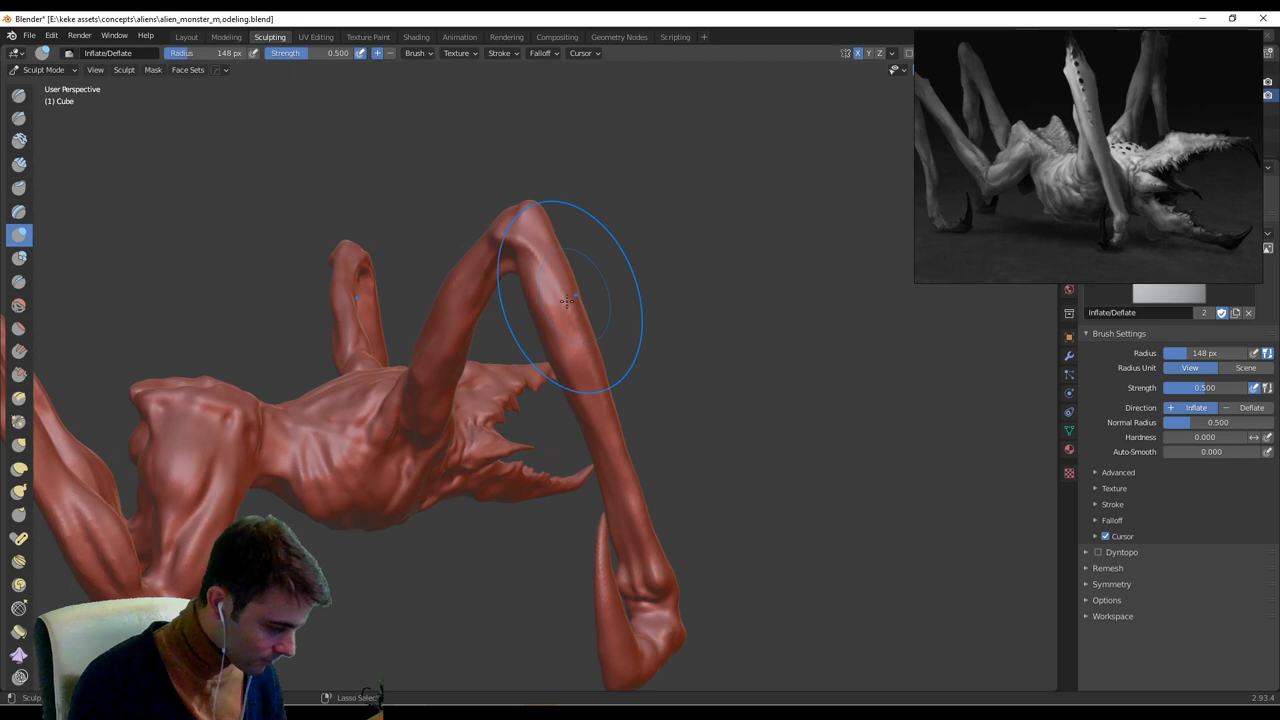 Blender* [E:\keke assets\concepts\aliens\alien_monster_m,odeling.blend]
File Edit Render Window Help Layout Modeling Sculpting UV Editing Texture Paint Shading Animation Rendering Compositing Geometry Nodes Scripting +
Inflate/Deflate Radius 148 px Strength 0.500 + − Brush Texture Stroke Falloff Cursor X Y Z
Sculpt Mode View Sculpt Mask Face Sets
User Perspective
(1) Cube
Inflate/Deflate 2
Brush Settings
Radius 148 px
Radius Unit View Scene
Strength 0.500
Direction + Inflate − Deflate
Normal Radius 0.500
Hardness 0.000
Auto-Smooth 0.000
Advanced
Texture
Stroke
Falloff
Cursor
Dyntopo
Remesh
Symmetry
Options
Workspace
Sculp Lasso Select 2.93.4